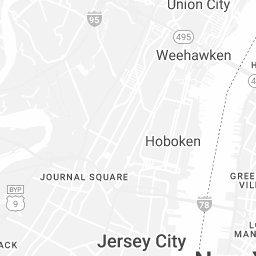 Union City
95
495
Weehawken
H
Hoboken
JOURNAL SQUARE
GREE
VILL
BYP
9
78
LO
MAN
ACK
Jersey City